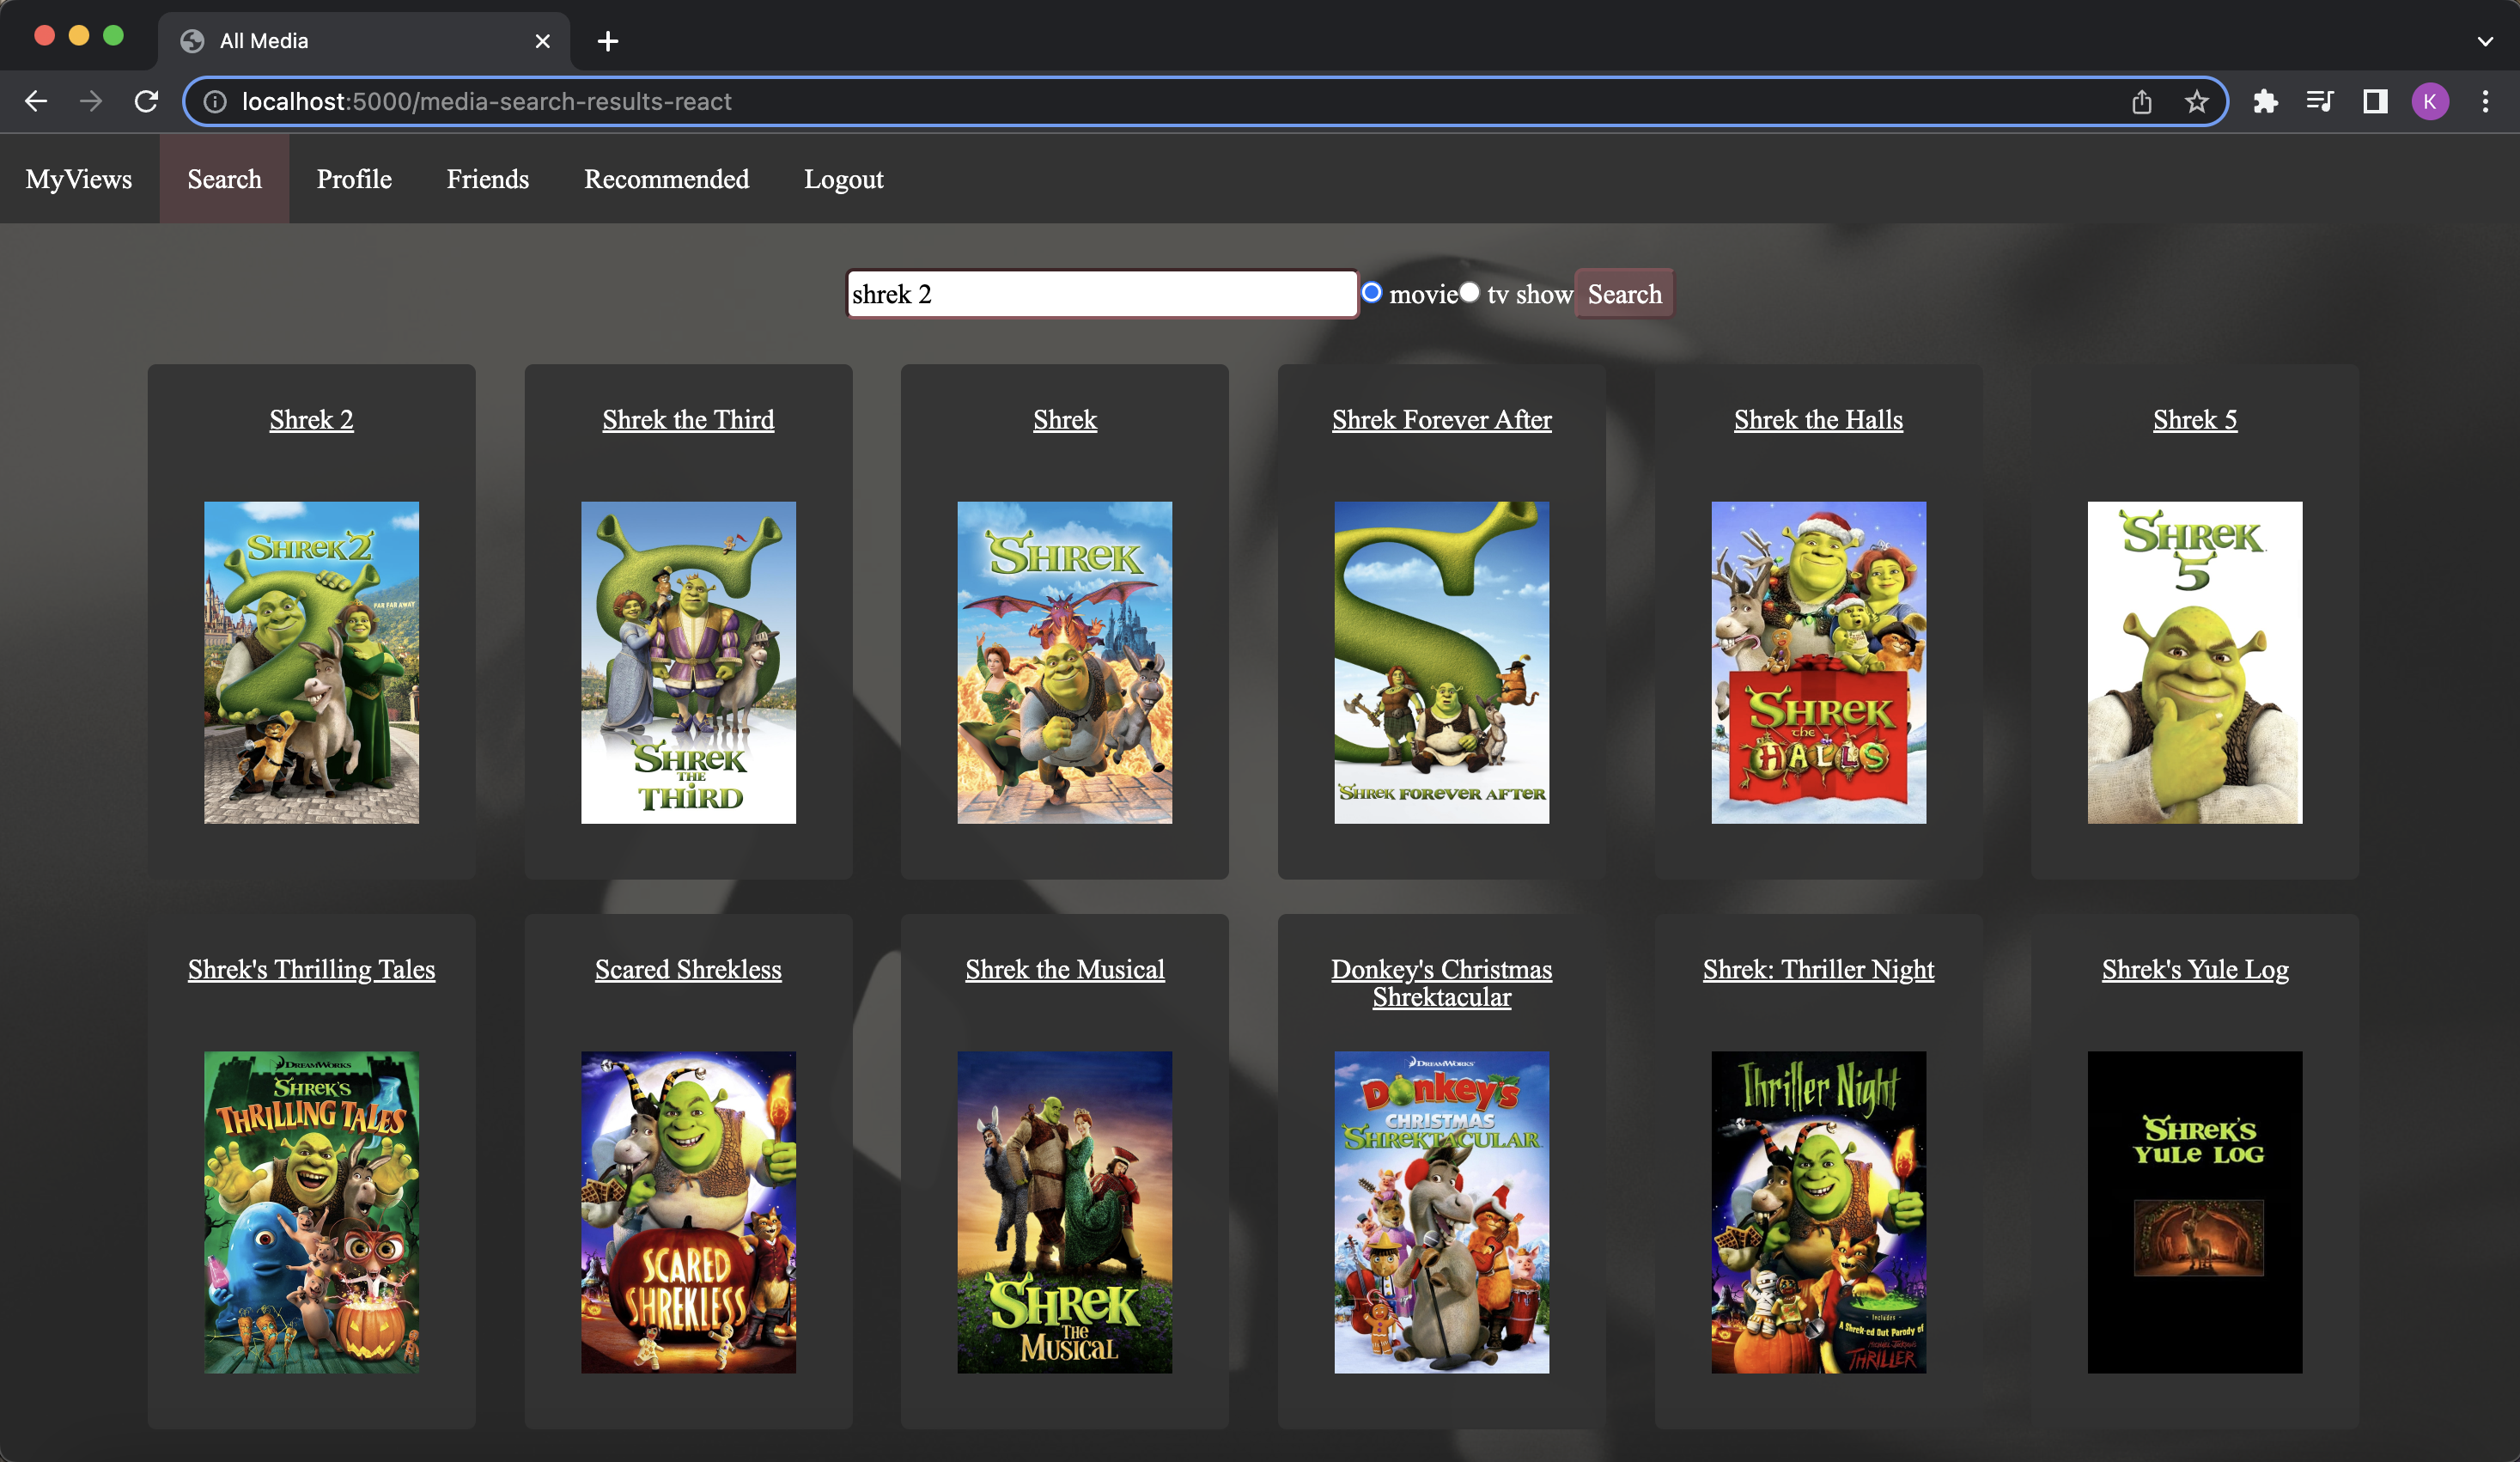 All Media
localhost:5000/media-search-results-react
K
MyViews Search Profile Friends Recommended Logout
shrek 2 movie tv show Search
Shrek 2
Shrek the Third
Shrek
Shrek Forever After
Shrek the Halls
Shrek 5
SHREK 2
FAR FAR AWAY
SHREK
THE
THIRD
SHREK
SHREK FOREVER AFTER
SHREK
the
HALLS
SHREK
5
Shrek's Thrilling Tales
Scared Shrekless
Shrek the Musical
Donkey's Christmas
Shrektacular
Shrek: Thriller Night
Shrek's Yule Log
DREAMWORKS
SHREK'S
THRILLING TALES
SCARED
SHREKLESS
SHREK
THE
MUSICAL
DREAMWORKS
Donkey's
CHRISTMAS
SHREKTACULAR
Thriller Night
- Includes -
A Shrek-ed Out Parody of
MICHAEL JACKSON'S
THRILLER
SHREK'S
YULE LOG